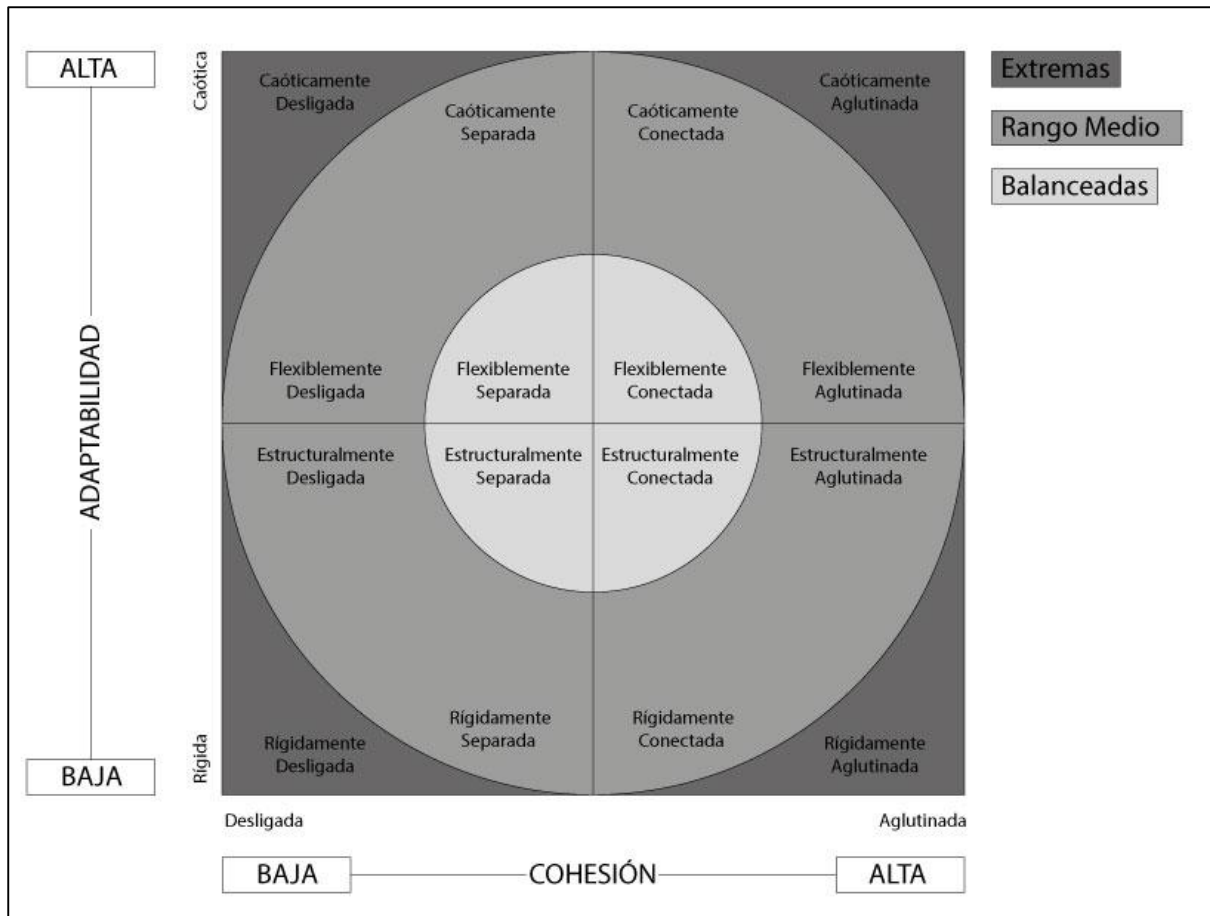 ALTA
Caótica
Caóticamente
Desligada
Caóticamente
Separada
Caóticamente
Conectada
Caóticamente
Aglutinada
Extremas
Rango Medio
Balanceadas
ADAPTABILIDAD
Flexiblemente
Desligada
Flexiblemente
Separada
Flexiblemente
Conectada
Flexiblemente
Aglutinada
Estructuralmente
Desligada
Estructuralmente
Separada
Estructuralmente
Conectada
Estructuralmente
Aglutinada
Rígidamente
Desligada
Rígidamente
Separada
Rígidamente
Conectada
Rígidamente
Aglutinada
BAJA
Rígida
Desligada
Aglutinada
BAJA
COHESIÓN
ALTA